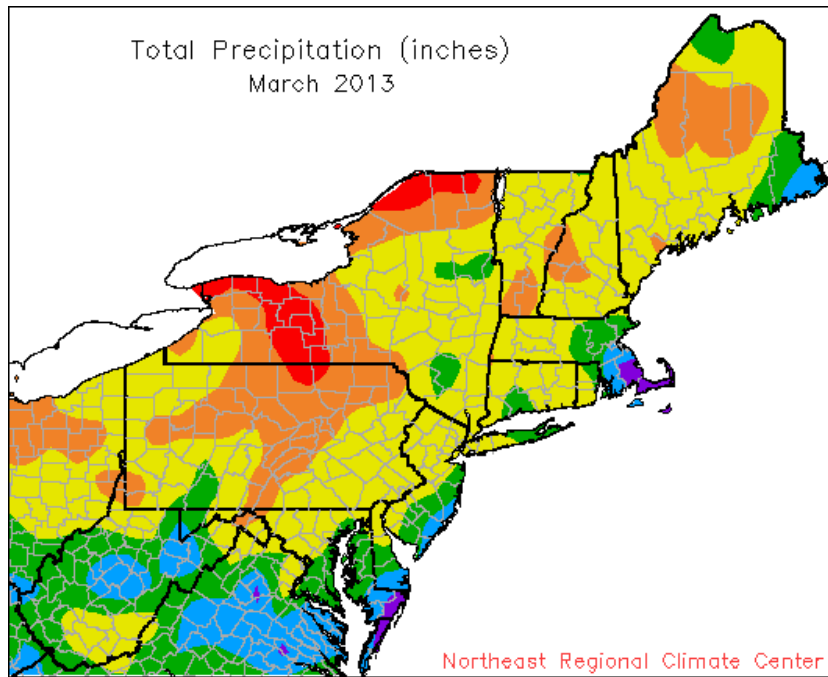 Total Precipitation (inches)
March 2013
Northeast Regional Climate Center